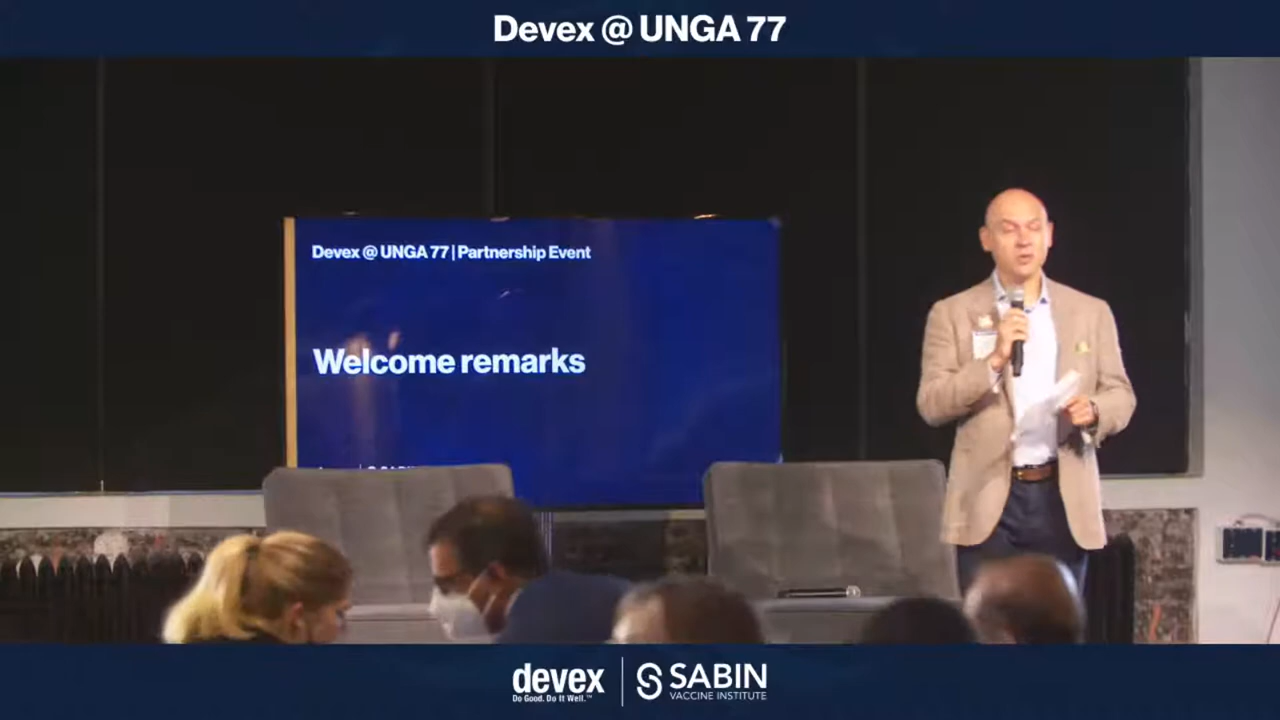 Devex @ UNGA 77
Devex @ UNGA 77 | Partnership Event
Welcome remarks
devex
Do Good. Do It Well.™
SABIN
VACCINE INSTITUTE